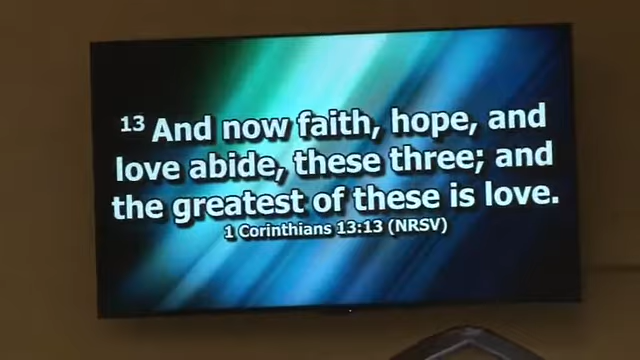 13 And now faith, hope, and
love abide, these three; and
the greatest of these is love.
1 Corinthians 13:13 (NRSV)